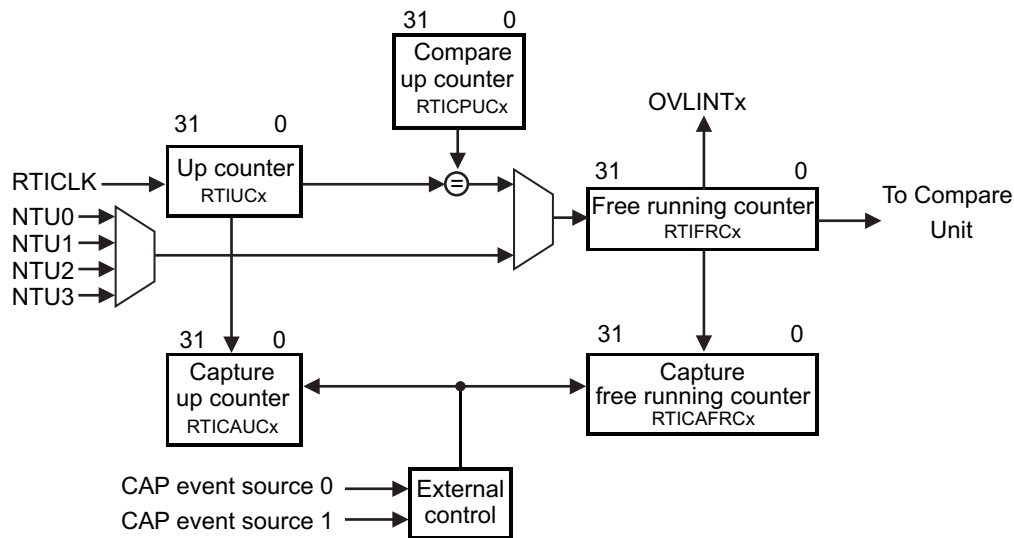 31 0
Compare
up counter
RTICPUCx
OVLINTx
31 0
Up counter
RTIUCx
RTICLK
NTU0
NTU1
NTU2
NTU3
=
31 0
Free running counter
RTIFRCx
To Compare
Unit
31 0
Capture
up counter
RTICAUCx
31 0
Capture
free running counter
RTICAFRCx
CAP event source 0
CAP event source 1
External
control